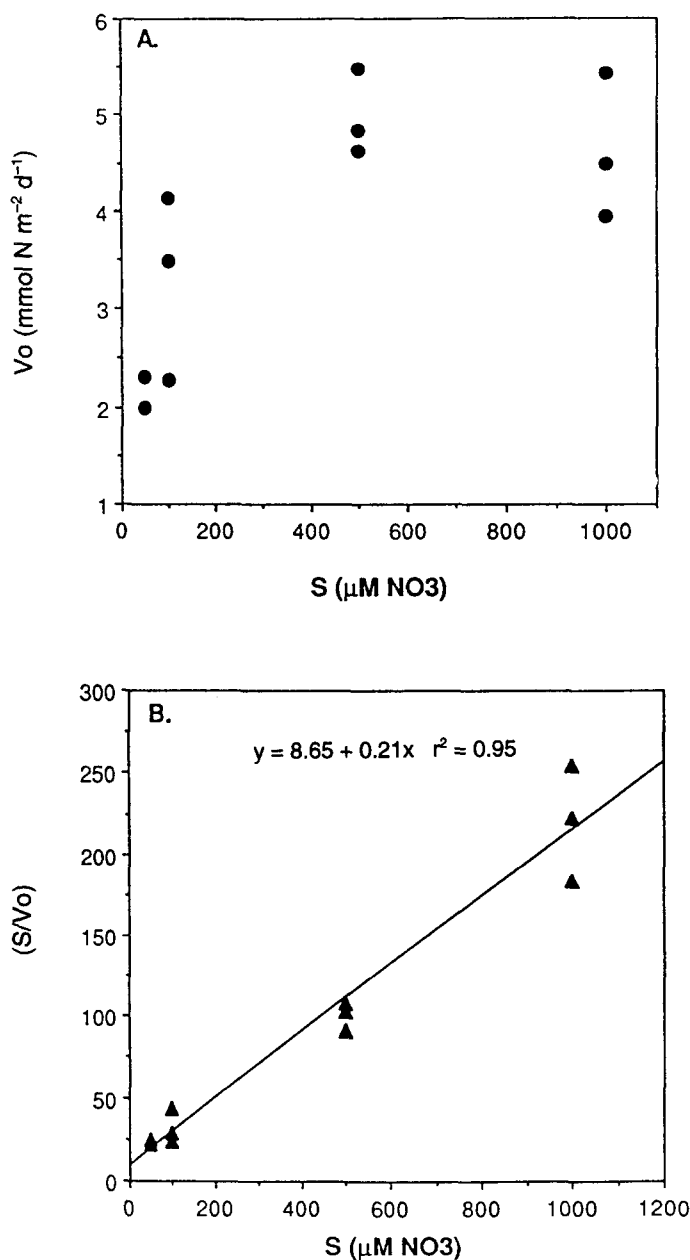 A.
6
5
4
3
2
1
Vo (mmol N m⁻² d⁻¹)
0 200 400 600 800 1000
S (µM NO3)
B.
y = 8.65 + 0.21x r² = 0.95
300
250
200
150
100
50
0
(S/Vo)
0 200 400 600 800 1000 1200
S (µM NO3)